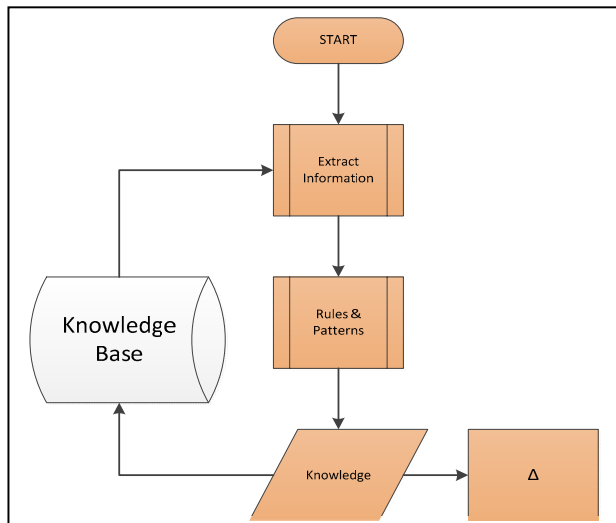 START
Extract
Information
Rules &
Patterns
Knowledge
Base
Knowledge
Δ